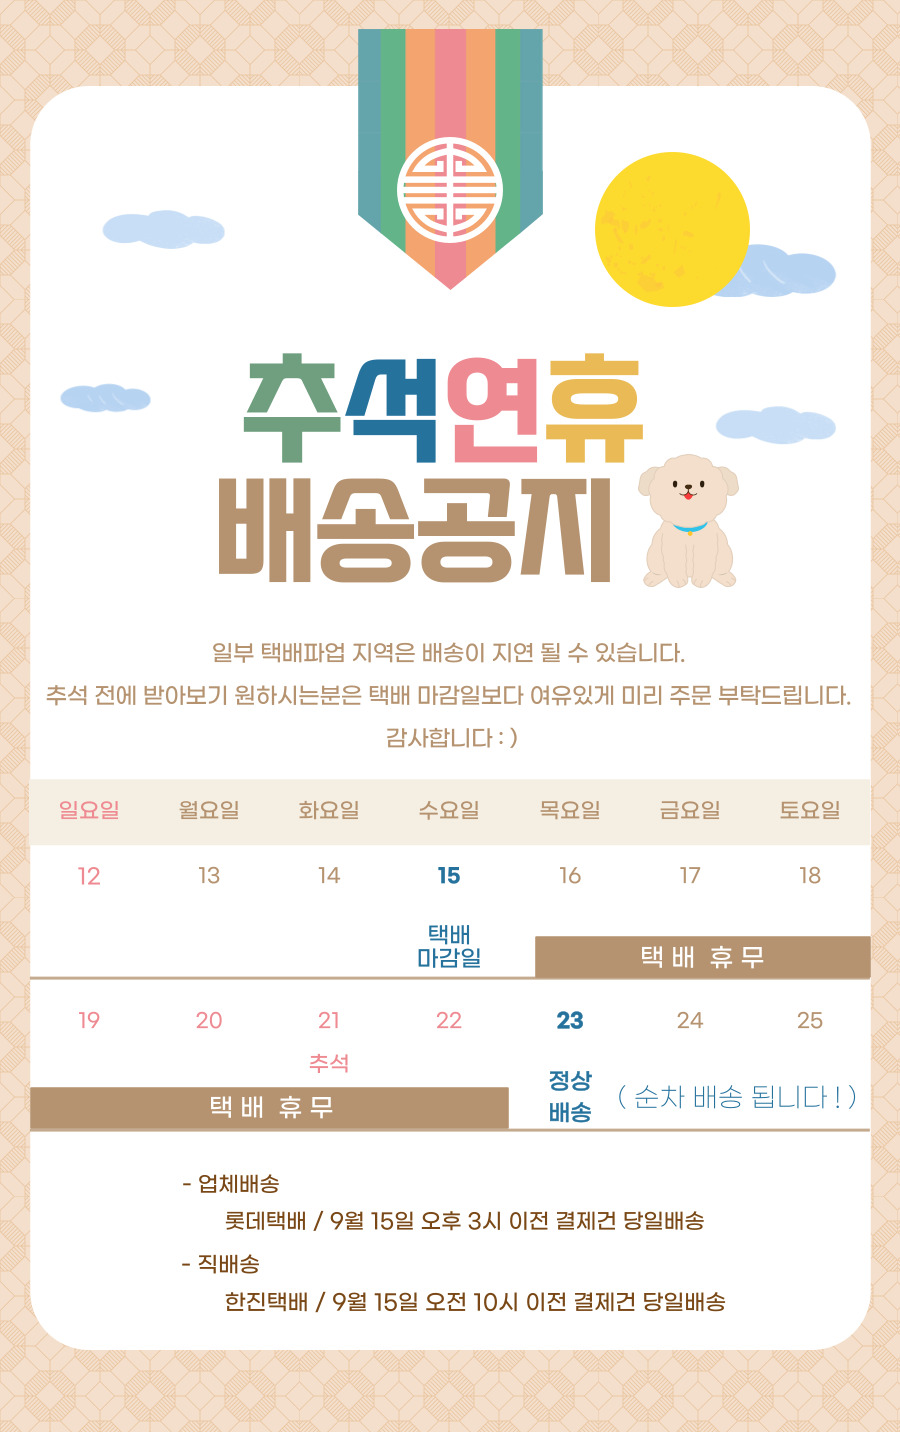 추석연휴
배송공지
일부 택배파업 지역은 배송이 지연 될 수 있습니다.
추석 전에 받아보기 원하시는분은 택배 마감일보다 여유있게 미리 주문 부탁드립니다.
감사합니다 : )
일요일 월요일 화요일 수요일 목요일 금요일 토요일
12 13 14 15 16 17 18
택배
마감일
택 배 휴 무
19 20 21 22 23 24 25
추석
택 배 휴 무
정상
배송
( 순차 배송 됩니다 ! )
- 업체배송
롯데택배 / 9월 15일 오후 3시 이전 결제건 당일배송
- 직배송
한진택배 / 9월 15일 오전 10시 이전 결제건 당일배송